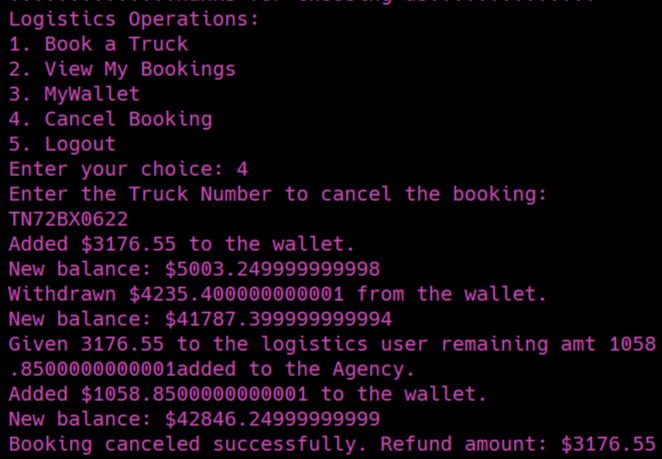 Logistics Operations:
1. Book a Truck
2. View My Bookings
3. MyWallet
4. Cancel Booking
5. Logout
Enter your choice: 4
Enter the Truck Number to cancel the booking:
TN72BX0622
Added $3176.55 to the wallet.
New balance: $5003.249999999998
Withdrawn $4235.400000000001 from the wallet.
New balance: $41787.399999999994
Given 3176.55 to the logistics user remaining amt 1058
.8500000000001added to the Agency.
Added $1058.8500000000001 to the wallet.
New balance: $42846.24999999999
Booking canceled successfully. Refund amount: $3176.55